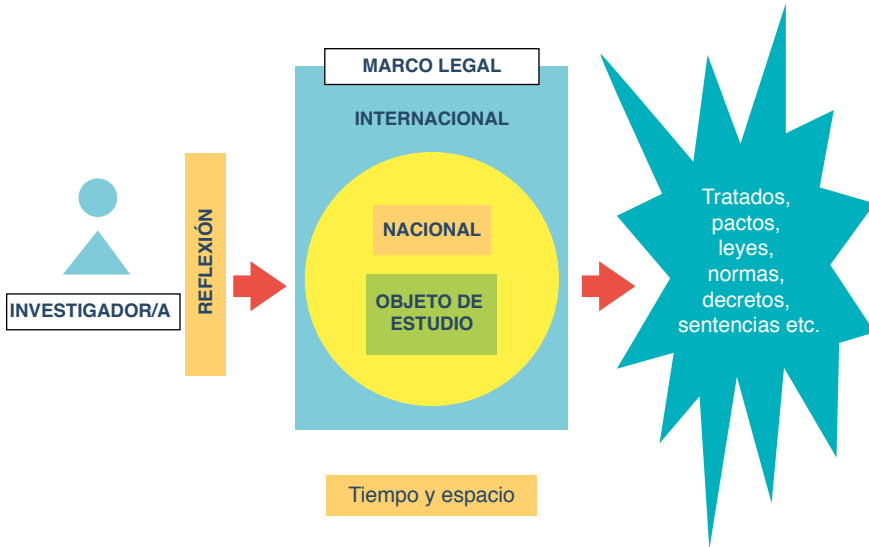 MARCO LEGAL
INTERNACIONAL
NACIONAL
OBJETO DE
ESTUDIO
INVESTIGADOR/A
REFLEXIÓN
Tratados,
pactos,
leyes,
normas,
decretos,
sentencias etc.
Tiempo y espacio